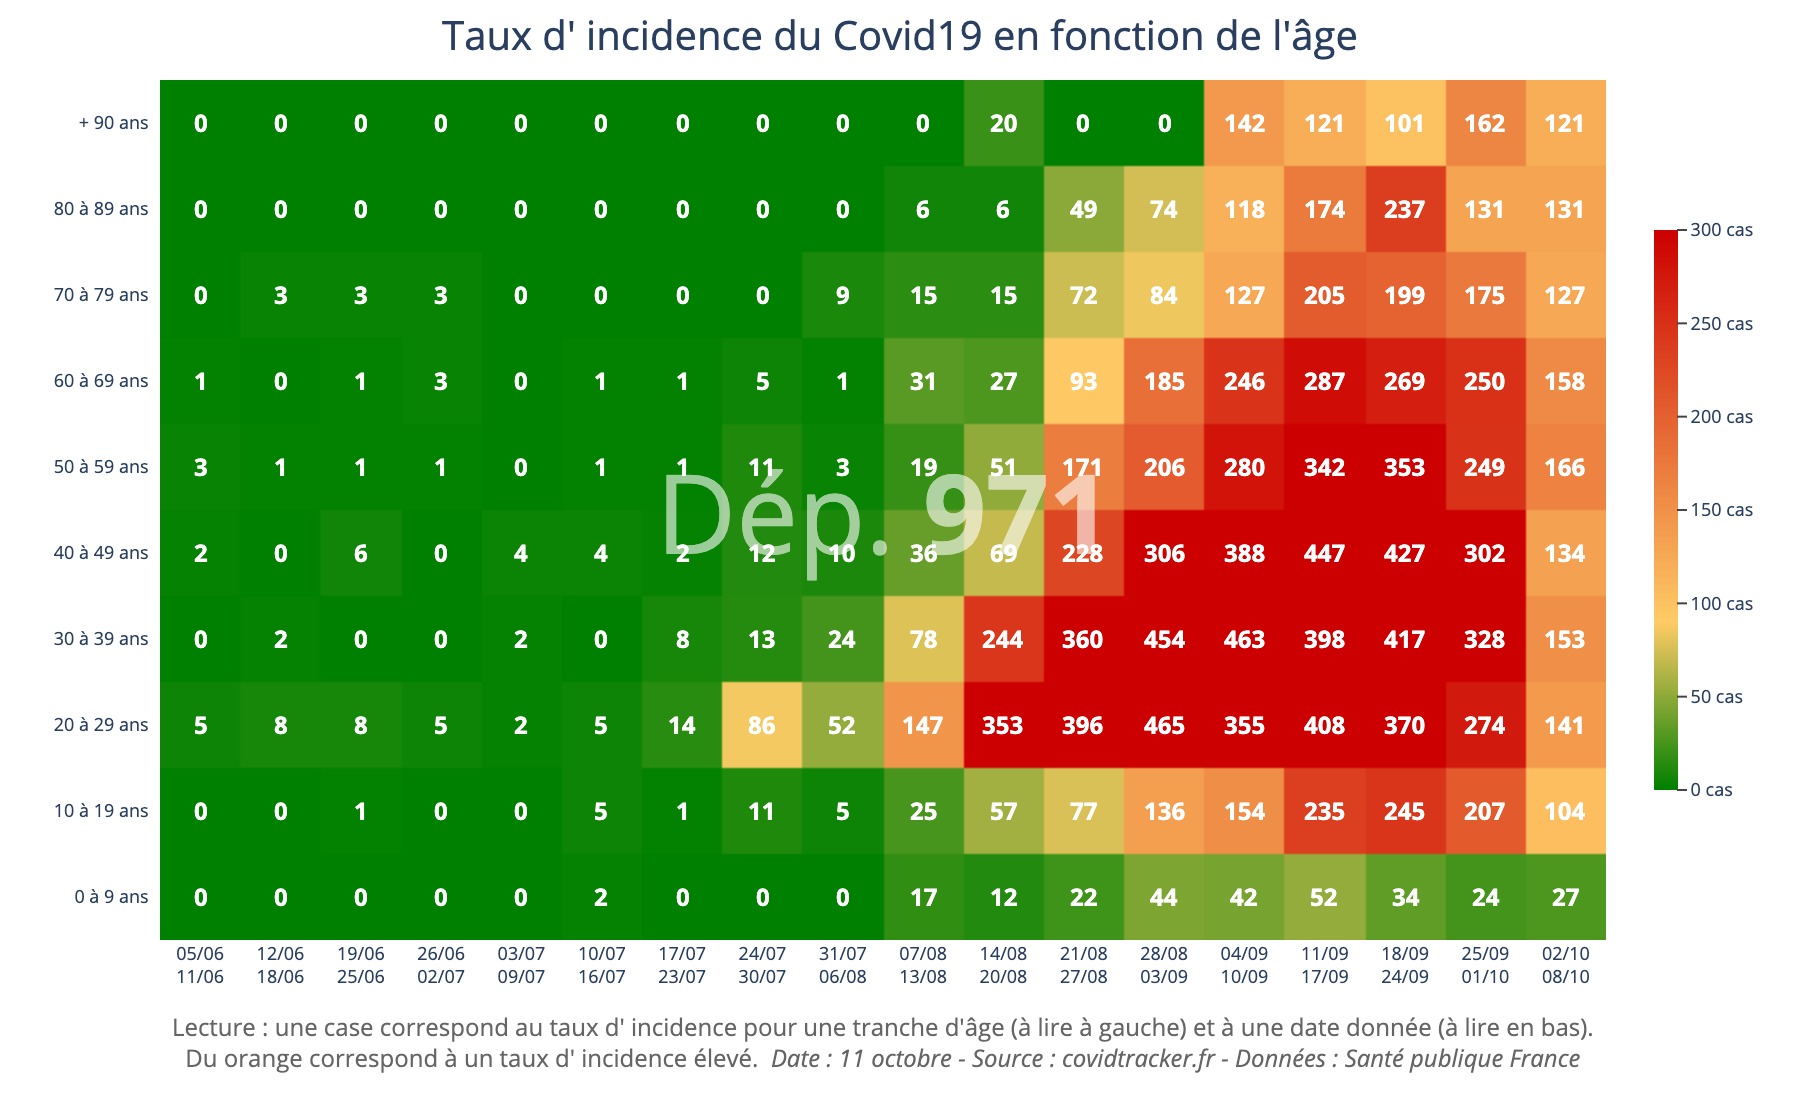 Taux d' incidence du Covid19 en fonction de l'âge
+ 90 ans 0 0 0 0 0 0 0 0 0 0 20 0 0 142 121 101 162 121
80 à 89 ans 0 0 0 0 0 0 0 0 0 6 6 49 74 118 174 237 131 131
70 à 79 ans 0 3 3 3 0 0 0 0 9 15 15 72 84 127 205 199 175 127
60 à 69 ans 1 0 1 3 0 1 1 5 1 31 27 93 185 246 287 269 250 158
50 à 59 ans 3 1 1 1 0 1 1 11 3 19 51 171 206 280 342 353 249 166
Dép. 971
40 à 49 ans 2 0 6 0 4 4 2 12 10 36 69 228 306 388 447 427 302 134
30 à 39 ans 0 2 0 0 2 0 8 13 24 78 244 360 454 463 398 417 328 153
20 à 29 ans 5 8 8 5 2 5 14 86 52 147 353 396 465 355 408 370 274 141
10 à 19 ans 0 0 1 0 0 5 1 11 5 25 57 77 136 154 235 245 207 104
0 à 9 ans 0 0 0 0 0 2 0 0 0 17 12 22 44 42 52 34 24 27
05/06 12/06 19/06 26/06 03/07 10/07 17/07 24/07 31/07 07/08 14/08 21/08 28/08 04/09 11/09 18/09 25/09 02/10
11/06 18/06 25/06 02/07 09/07 16/07 23/07 30/07 06/08 13/08 20/08 27/08 03/09 10/09 17/09 24/09 01/10 08/10
300 cas
250 cas
200 cas
150 cas
100 cas
50 cas
0 cas
Lecture : une case correspond au taux d' incidence pour une tranche d'âge (à lire à gauche) et à une date donnée (à lire en bas).
Du orange correspond à un taux d' incidence élevé. Date : 11 octobre - Source : covidtracker.fr - Données : Santé publique France